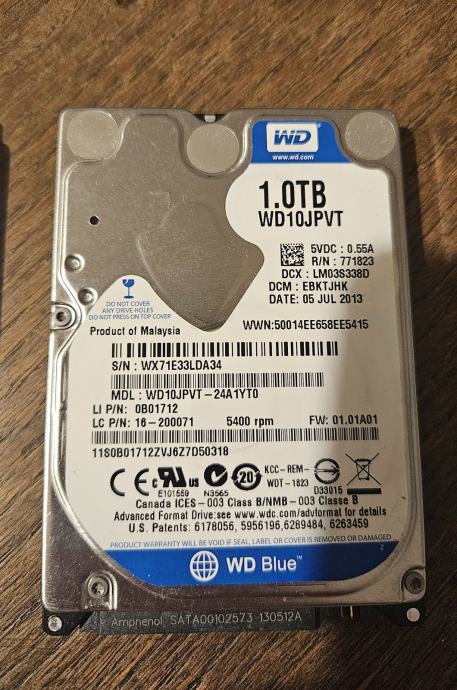 WD
www.wd.com
1.0TB
WD10JPVT
5VDC : 0.55A
R/N : 771823
DCX : LM03S338D
DCM : EBKTJHK
DATE: 05 JUL 2013
DO NOT COVER
ANY DRIVE HOLES
DO NOT PRESS ON TOP COVER
Product of Malaysia
WWN:50014EE658EE5415
S/N : WX71E33LDA34
MDL : WD10JPVT-24A1YT0
LI P/N: 0B01712
LC P/N: 16-200071 5400 rpm FW: 01.01A01
11S0B01712ZVJ6Z7D50318
CE c RU us N 20 KCC-REM-
WDT-1823
E101559 N3565 D33015
Canada ICES-003 Class B/NMB-003 Classe B
Advanced Format Drive:see www.wdc.com/advformat for details
U.S. Patents: 6178056, 5956196,6289484, 6263459
PRODUCT WARRANTY WILL BE VOID IF SEAL, LABEL OR COVER IS REMOVED OR DAMAGED
WD Blue™
Amphenol SATA00102573 130512A